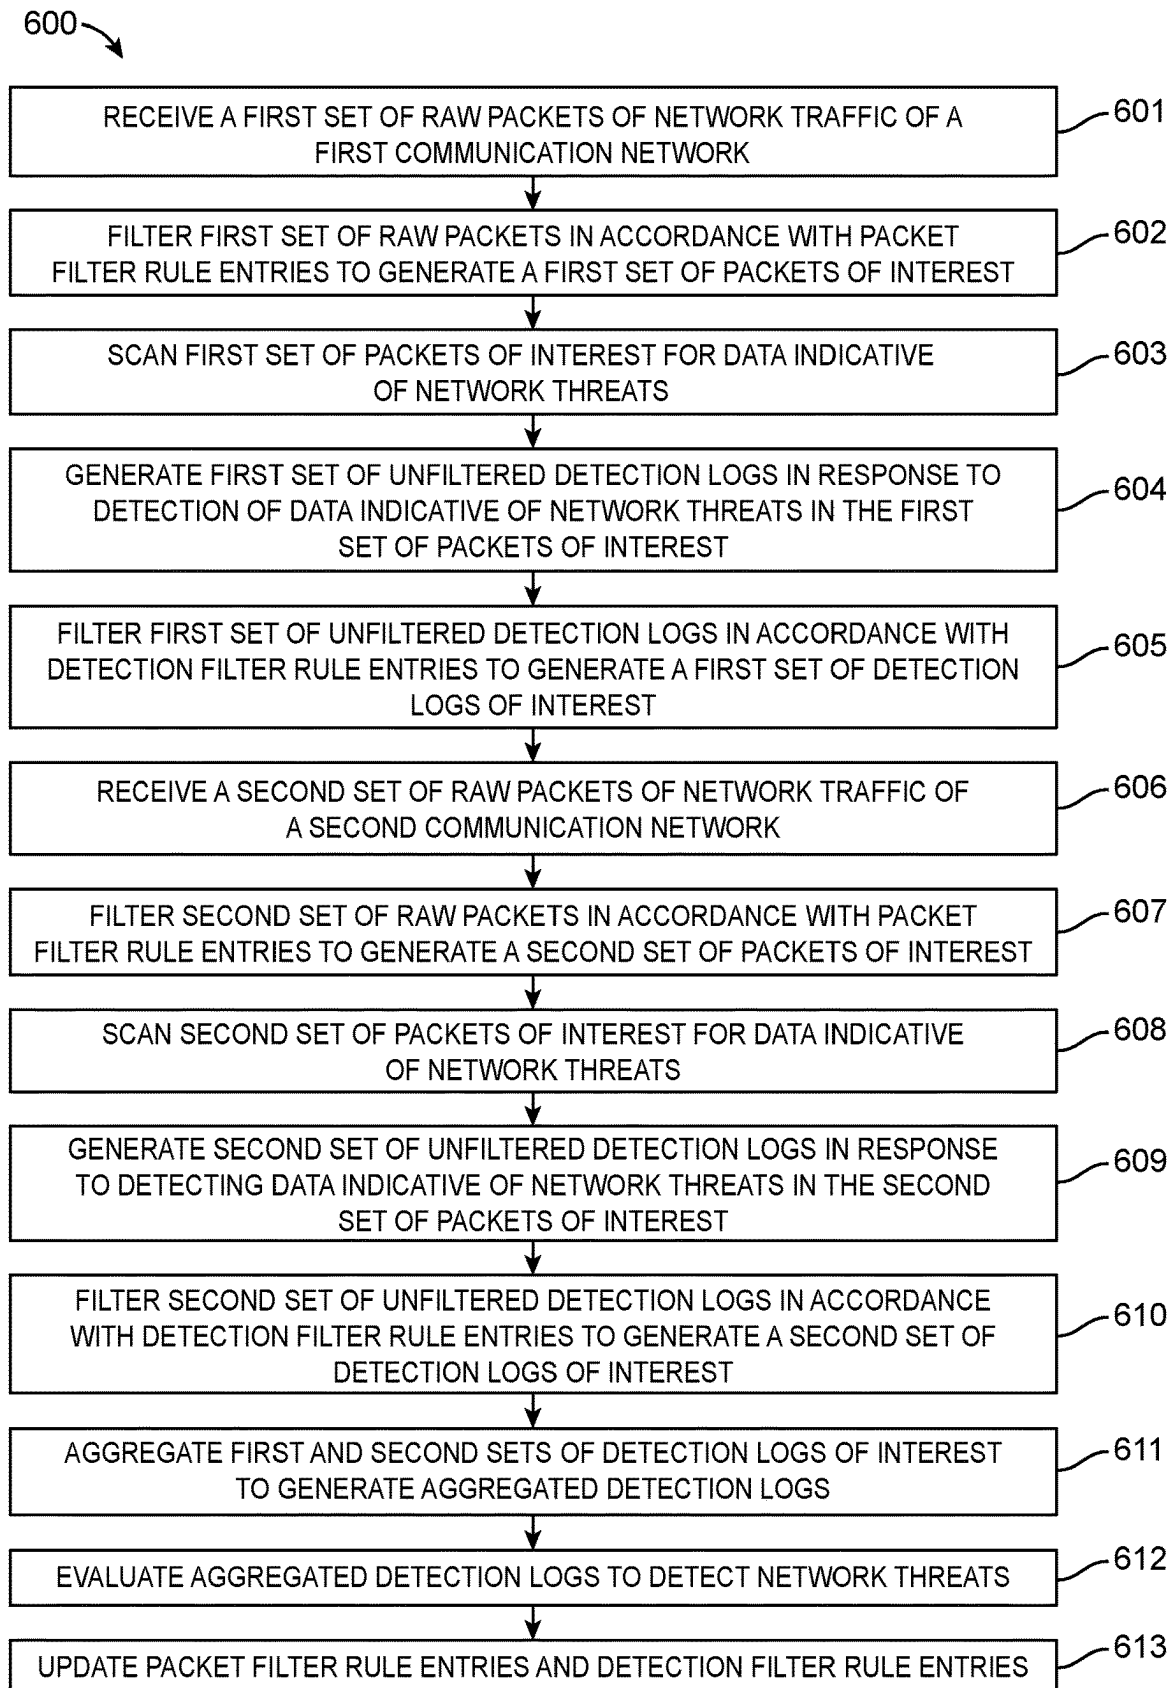 600
RECEIVE A FIRST SET OF RAW PACKETS OF NETWORK TRAFFIC OF A
FIRST COMMUNICATION NETWORK
601
FILTER FIRST SET OF RAW PACKETS IN ACCORDANCE WITH PACKET
FILTER RULE ENTRIES TO GENERATE A FIRST SET OF PACKETS OF INTEREST
602
SCAN FIRST SET OF PACKETS OF INTEREST FOR DATA INDICATIVE
OF NETWORK THREATS
603
GENERATE FIRST SET OF UNFILTERED DETECTION LOGS IN RESPONSE TO
DETECTION OF DATA INDICATIVE OF NETWORK THREATS IN THE FIRST
SET OF PACKETS OF INTEREST
604
FILTER FIRST SET OF UNFILTERED DETECTION LOGS IN ACCORDANCE WITH
DETECTION FILTER RULE ENTRIES TO GENERATE A FIRST SET OF DETECTION
LOGS OF INTEREST
605
RECEIVE A SECOND SET OF RAW PACKETS OF NETWORK TRAFFIC OF
A SECOND COMMUNICATION NETWORK
606
FILTER SECOND SET OF RAW PACKETS IN ACCORDANCE WITH PACKET
FILTER RULE ENTRIES TO GENERATE A SECOND SET OF PACKETS OF INTEREST
607
SCAN SECOND SET OF PACKETS OF INTEREST FOR DATA INDICATIVE
OF NETWORK THREATS
608
GENERATE SECOND SET OF UNFILTERED DETECTION LOGS IN RESPONSE
TO DETECTING DATA INDICATIVE OF NETWORK THREATS IN THE SECOND
SET OF PACKETS OF INTEREST
609
FILTER SECOND SET OF UNFILTERED DETECTION LOGS IN ACCORDANCE
WITH DETECTION FILTER RULE ENTRIES TO GENERATE A SECOND SET OF
DETECTION LOGS OF INTEREST
610
AGGREGATE FIRST AND SECOND SETS OF DETECTION LOGS OF INTEREST
TO GENERATE AGGREGATED DETECTION LOGS
611
EVALUATE AGGREGATED DETECTION LOGS TO DETECT NETWORK THREATS
612
UPDATE PACKET FILTER RULE ENTRIES AND DETECTION FILTER RULE ENTRIES
613